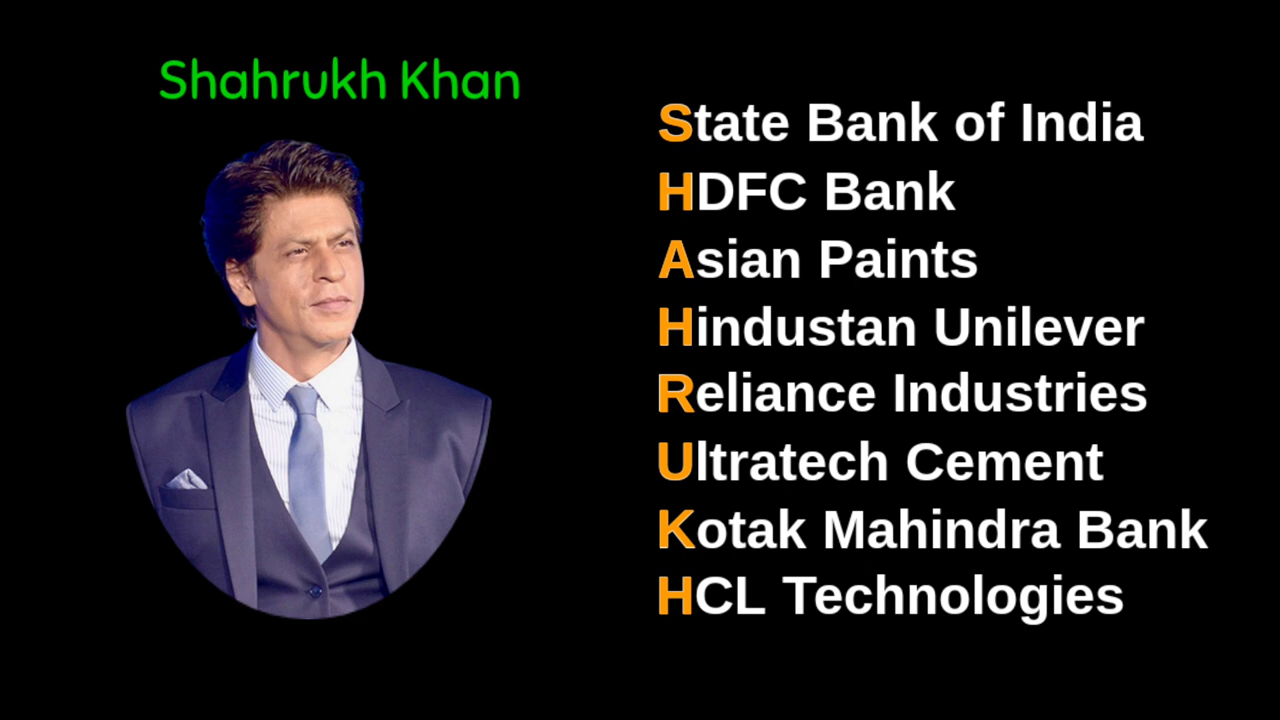 Shahrukh Khan
State Bank of India
HDFC Bank
Asian Paints
Hindustan Unilever
Reliance Industries
Ultratech Cement
Kotak Mahindra Bank
HCL Technologies